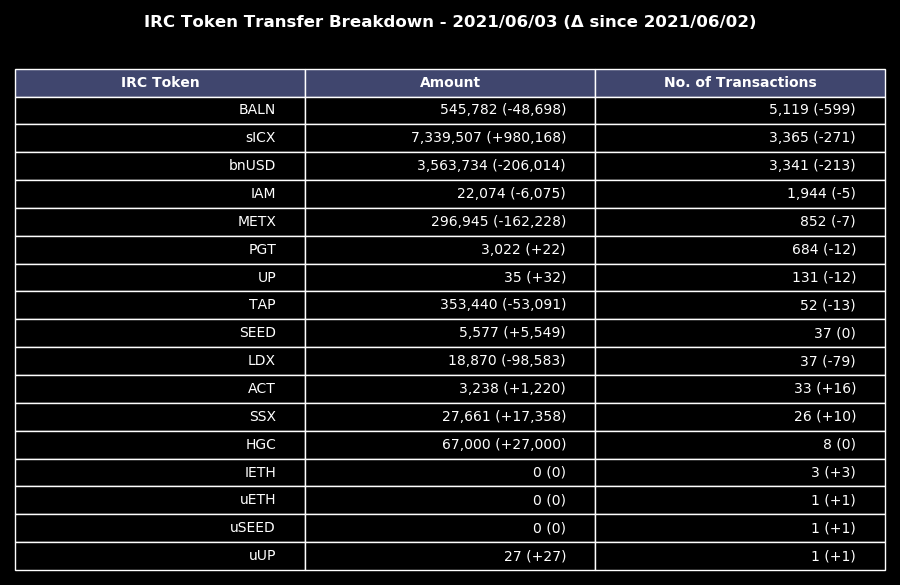 IRC Token Transfer Breakdown - 2021/06/03 (Δ since 2021/06/02)
IRC Token Amount No. of Transactions
BALN 545,782 (-48,698) 5,119 (-599)
sICX 7,339,507 (+980,168) 3,365 (-271)
bnUSD 3,563,734 (-206,014) 3,341 (-213)
IAM 22,074 (-6,075) 1,944 (-5)
METX 296,945 (-162,228) 852 (-7)
PGT 3,022 (+22) 684 (-12)
UP 35 (+32) 131 (-12)
TAP 353,440 (-53,091) 52 (-13)
SEED 5,577 (+5,549) 37 (0)
LDX 18,870 (-98,583) 37 (-79)
ACT 3,238 (+1,220) 33 (+16)
SSX 27,661 (+17,358) 26 (+10)
HGC 67,000 (+27,000) 8 (0)
IETH 0 (0) 3 (+3)
uETH 0 (0) 1 (+1)
uSEED 0 (0) 1 (+1)
uUP 27 (+27) 1 (+1)